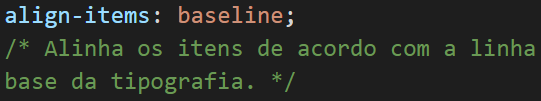 align-items: baseline;
/* Alinha os itens de acordo com a linha
base da tipografia. */